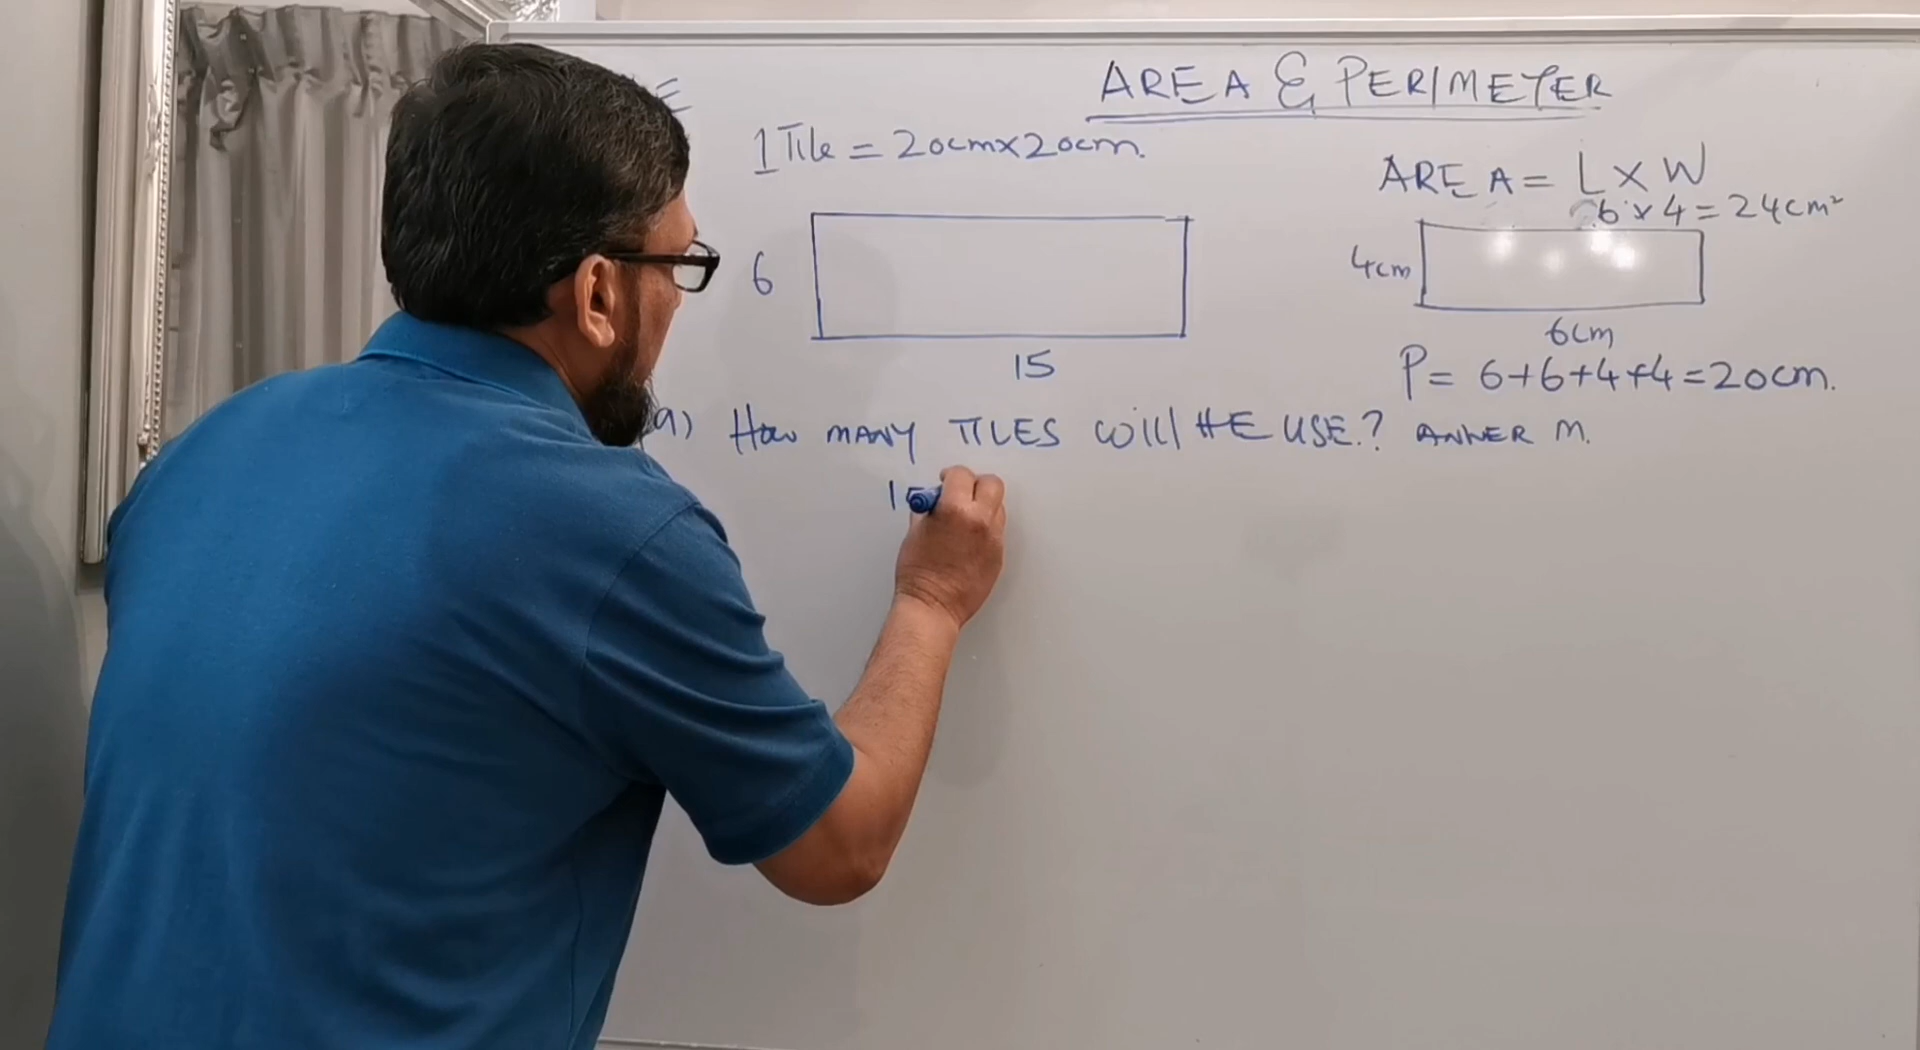 AREA & PERIMETER
1 Tile = 20cm x 20cm.
6
15
AREA = L x W
6 x 4 = 24cm²
4cm
6cm
P = 6+6+4+4 = 20cm.
a) How MANY TILES will HE USE.? ANWER M.
1